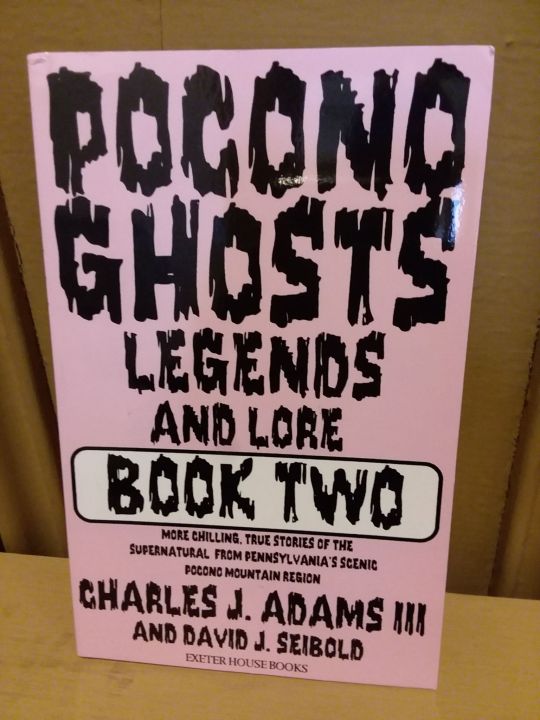 POCONO
GHOSTS
LEGENDS
AND LORE
BOOK TWO
MORE CHILLING, TRUE STORIES OF THE
SUPERNATURAL FROM PENNSYLVANIA'S SCENIC
POCONO MOUNTAIN REGION
CHARLES J. ADAMS III
AND DAVID J. SEIBOLD
EXETER HOUSE BOOKS